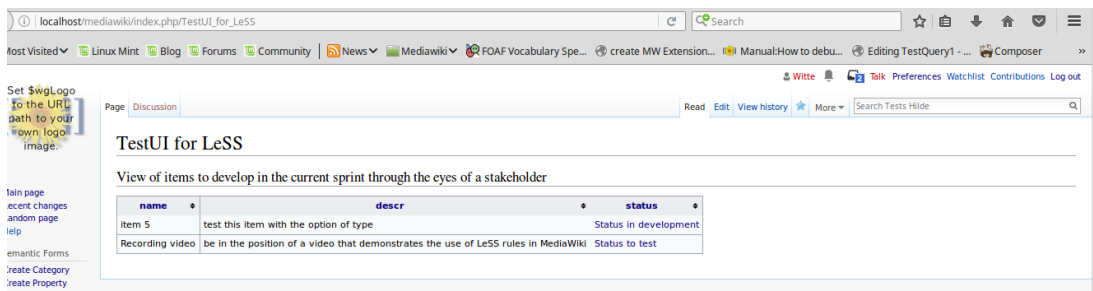 localhost/mediawiki/index.php/TestUI_for_LeSS Search
Most Visited Linux Mint Blog Forums Community News Mediawiki FOAF Vocabulary Spe... create MW Extension... Manual:How to debu... Editing TestQuery1 - ... Composer »
Witte 2 Talk Preferences Watchlist Contributions Log out
Set $wgLogo
to the URL
path to your
own logo
image.
Page Discussion Read Edit View history More Search Tests Hilde
TestUI for LeSS
View of items to develop in the current sprint through the eyes of a stakeholder
name descr status
item 5 test this item with the option of type Status in development
Recording video be in the position of a video that demonstrates the use of LeSS rules in MediaWiki Status to test
Main page
ecent changes
andom page
elp
emantic Forms
Create Category
Create Property